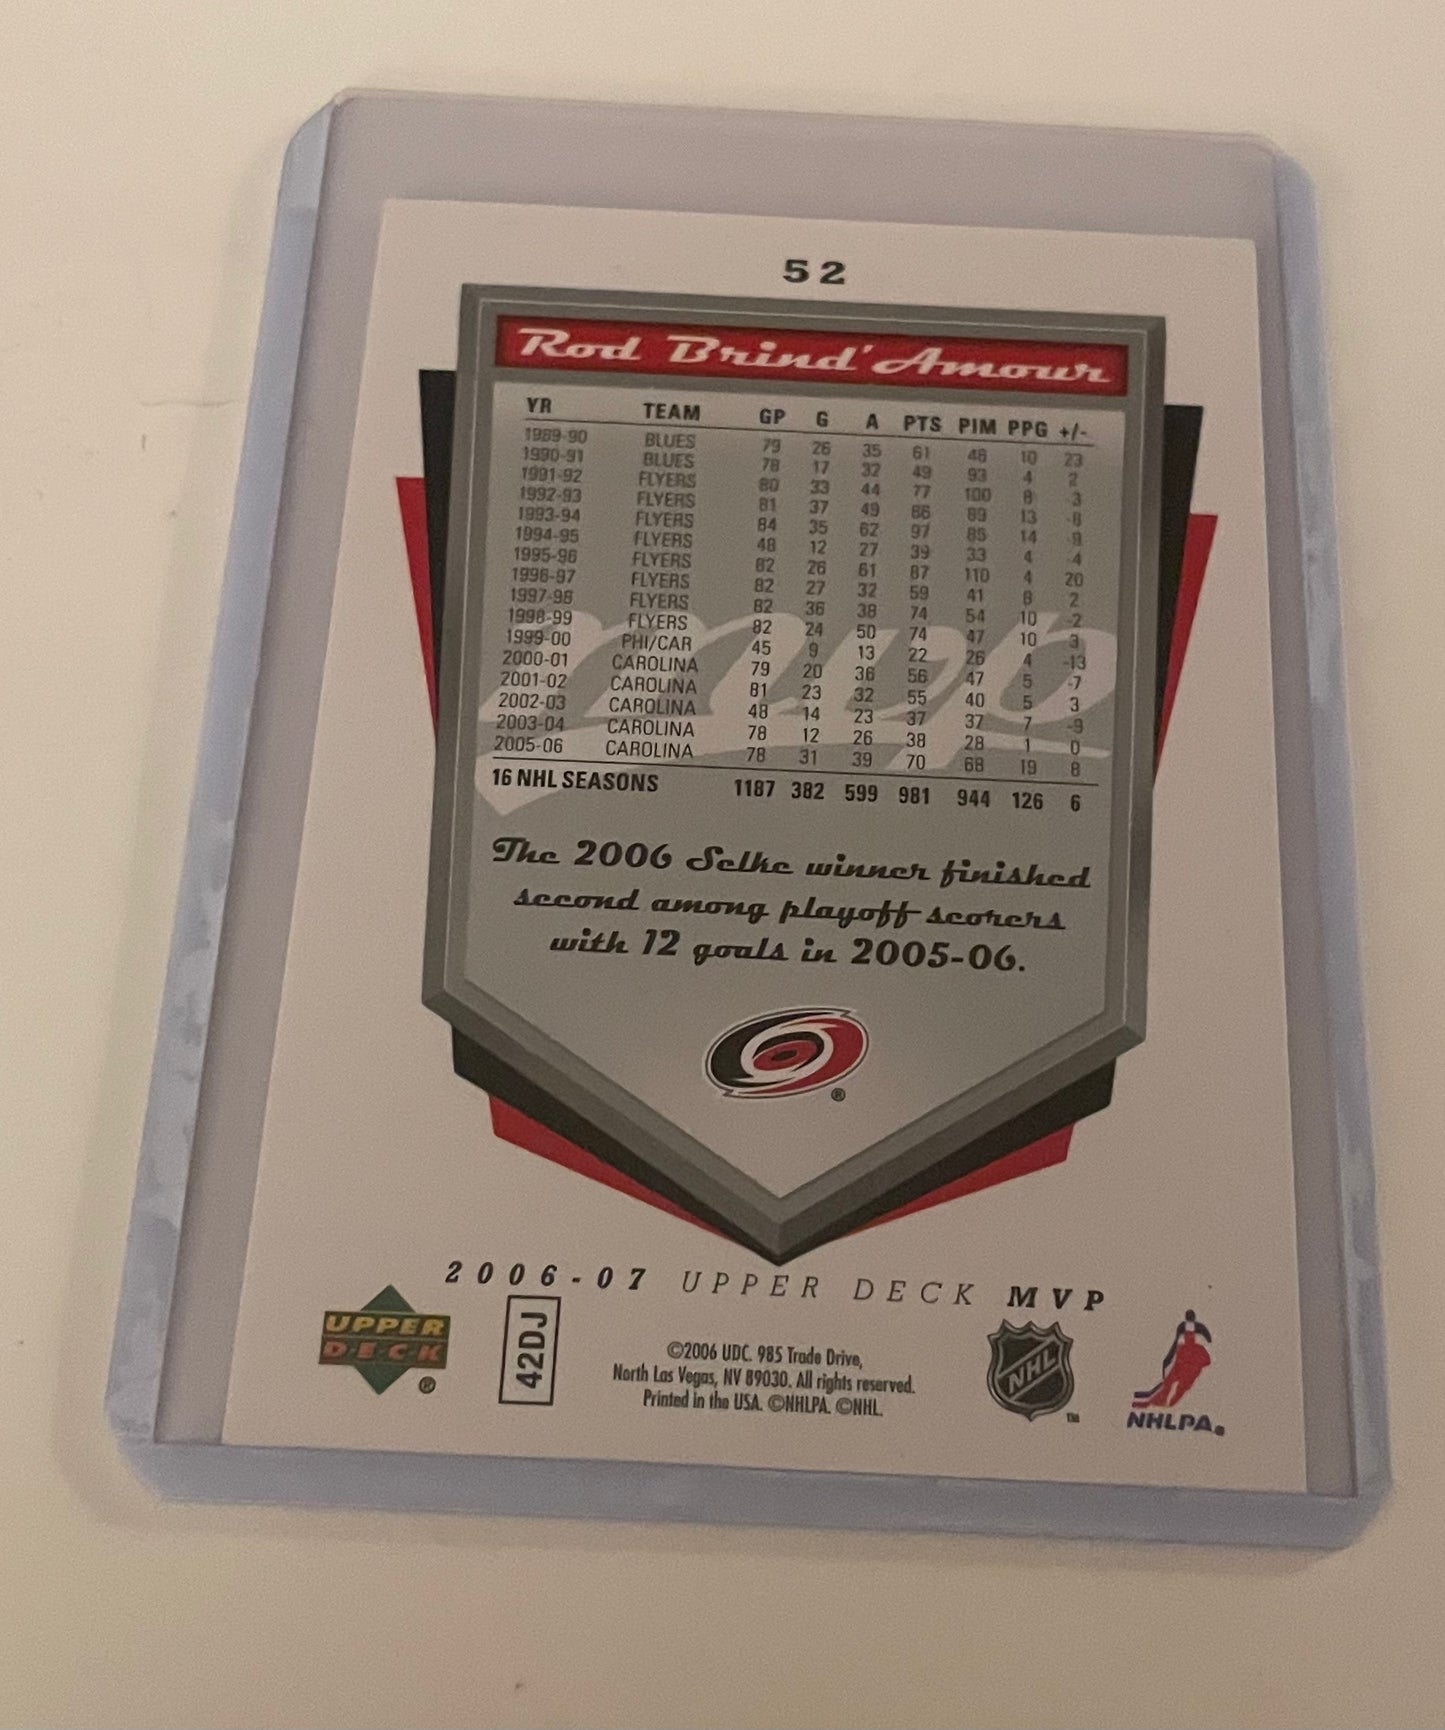 52
Rod Brind'Amour
YR TEAM GP G A PTS PIM PPG +/-
1989-90 BLUES 79 26 35 61 46 10 23
1990-91 BLUES 78 17 32 49 93 4 2
1991-92 FLYERS 80 33 44 77 100 8 -3
1992-93 FLYERS 81 37 49 86 89 13 -8
1993-94 FLYERS 84 35 62 97 85 14 -9
1994-95 FLYERS 48 12 27 39 33 4 -4
1995-96 FLYERS 82 26 61 87 110 4 20
1996-97 FLYERS 82 27 32 59 41 8 2
1997-98 FLYERS 82 36 38 74 54 10 -2
1998-99 FLYERS 82 24 50 74 47 10 3
1999-00 PHI/CAR 45 9 13 22 26 4 -13
2000-01 CAROLINA 79 20 36 56 47 5 -7
2001-02 CAROLINA 81 23 32 55 40 5 3
2002-03 CAROLINA 48 14 23 37 37 7 -9
2003-04 CAROLINA 78 12 26 38 28 1 0
2005-06 CAROLINA 78 31 39 70 68 19 8
16 NHL SEASONS 1187 382 599 981 944 126 6
mvp
The 2006 Selke winner finished
second among playoff scorers
with 12 goals in 2005-06.
®
2006-07 UPPER DECK MVP
UPPER
DECK
®
42DJ
©2006 UDC. 985 Trade Drive,
North Las Vegas, NV 89030. All rights reserved.
Printed in the USA. ©NHLPA. ©NHL.
NHL
TM
NHLPA®